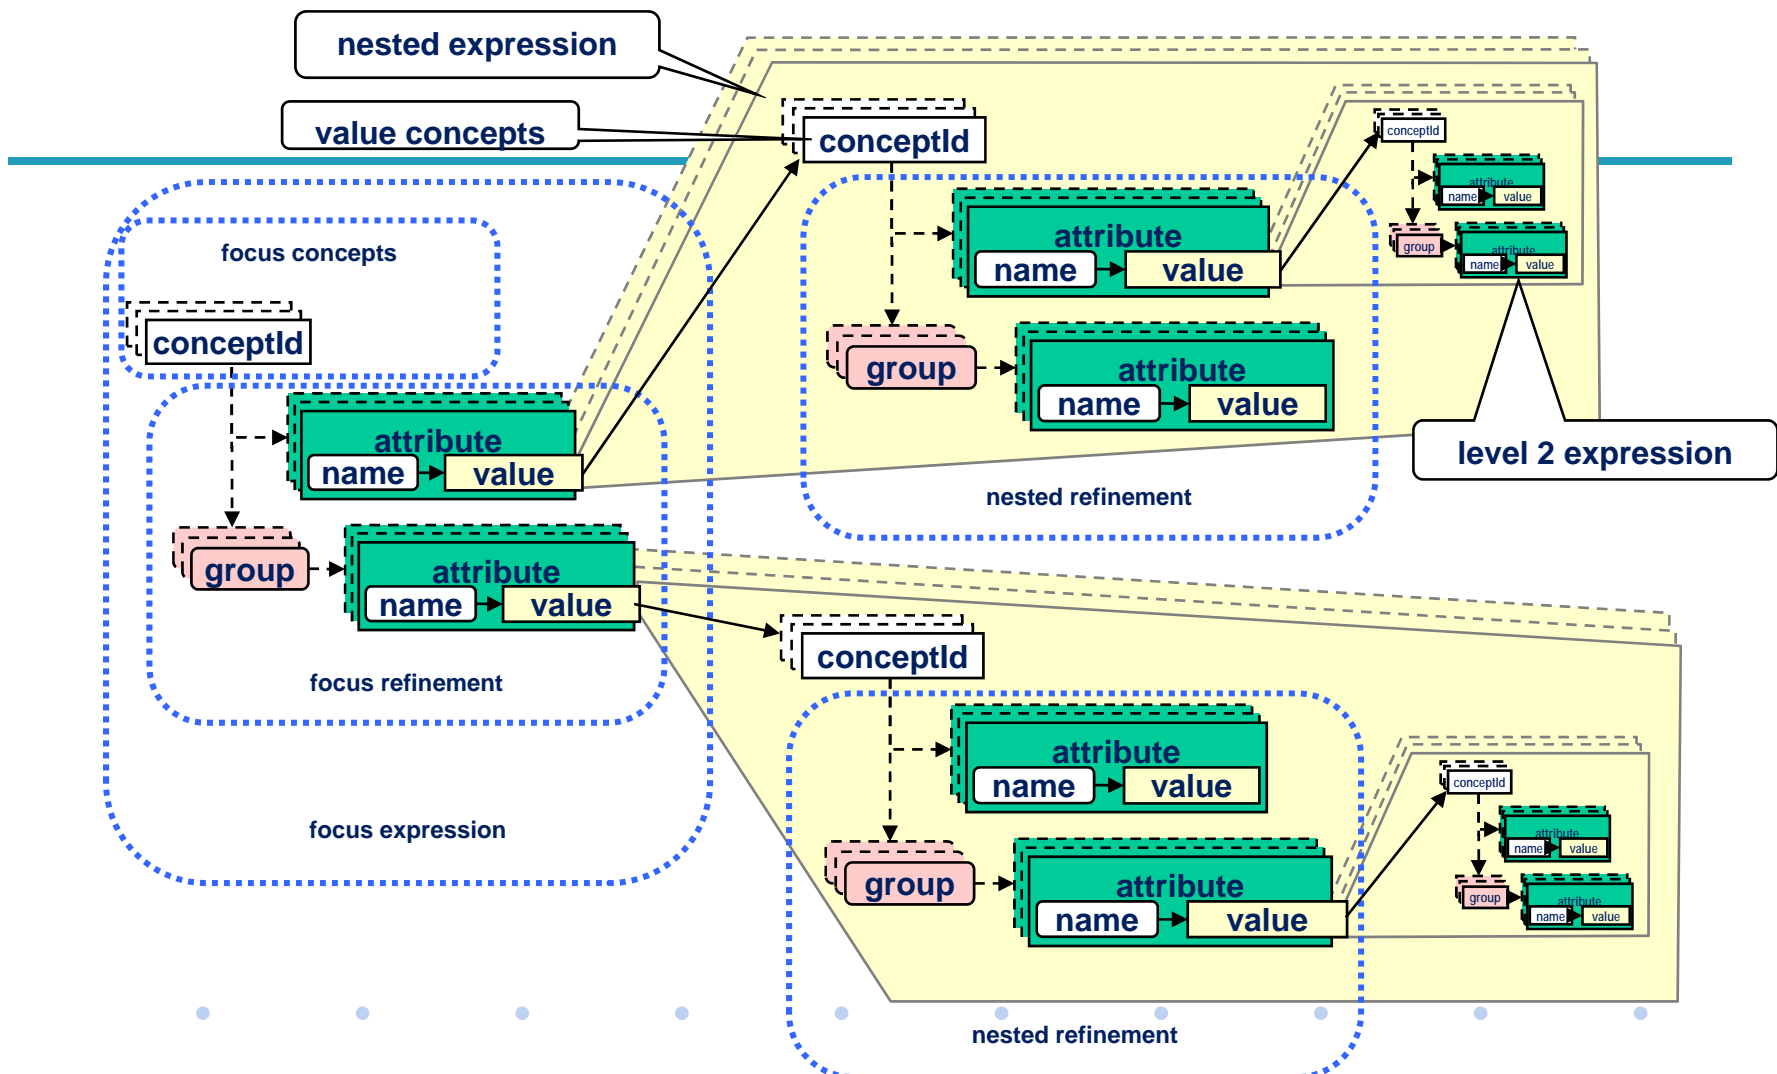 nested expression
value concepts
conceptId
conceptId
attribute
name
value
attribute
name
value
group
attribute
name
value
group
attribute
name
value
level 2 expression
nested refinement
focus concepts
conceptId
attribute
name
value
group
attribute
name
value
focus refinement
focus expression
conceptId
attribute
name
value
group
attribute
name
value
conceptId
attribute
name
value
group
attribute
name
value
nested refinement